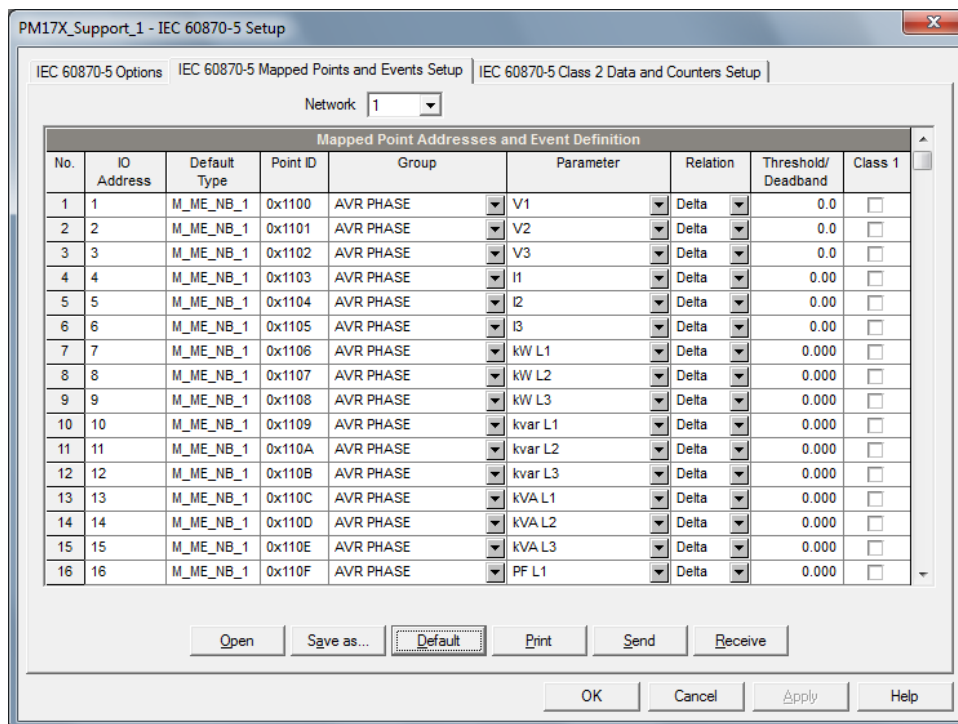 PM17X_Support_1 - IEC 60870-5 Setup
IEC 60870-5 Options IEC 60870-5 Mapped Points and Events Setup IEC 60870-5 Class 2 Data and Counters Setup
Network 1
Mapped Point Addresses and Event Definition
No. IO Address Default Type Point ID Group Parameter Relation Threshold/ Deadband Class 1
1 1 M_ME_NB_1 0x1100 AVR PHASE V1 Delta 0.0
2 2 M_ME_NB_1 0x1101 AVR PHASE V2 Delta 0.0
3 3 M_ME_NB_1 0x1102 AVR PHASE V3 Delta 0.0
4 4 M_ME_NB_1 0x1103 AVR PHASE I1 Delta 0.00
5 5 M_ME_NB_1 0x1104 AVR PHASE I2 Delta 0.00
6 6 M_ME_NB_1 0x1105 AVR PHASE I3 Delta 0.00
7 7 M_ME_NB_1 0x1106 AVR PHASE kW L1 Delta 0.000
8 8 M_ME_NB_1 0x1107 AVR PHASE kW L2 Delta 0.000
9 9 M_ME_NB_1 0x1108 AVR PHASE kW L3 Delta 0.000
10 10 M_ME_NB_1 0x1109 AVR PHASE kvar L1 Delta 0.000
11 11 M_ME_NB_1 0x110A AVR PHASE kvar L2 Delta 0.000
12 12 M_ME_NB_1 0x110B AVR PHASE kvar L3 Delta 0.000
13 13 M_ME_NB_1 0x110C AVR PHASE kVA L1 Delta 0.000
14 14 M_ME_NB_1 0x110D AVR PHASE kVA L2 Delta 0.000
15 15 M_ME_NB_1 0x110E AVR PHASE kVA L3 Delta 0.000
16 16 M_ME_NB_1 0x110F AVR PHASE PF L1 Delta 0.000
Open Save as... Default Print Send Receive
OK Cancel Apply Help